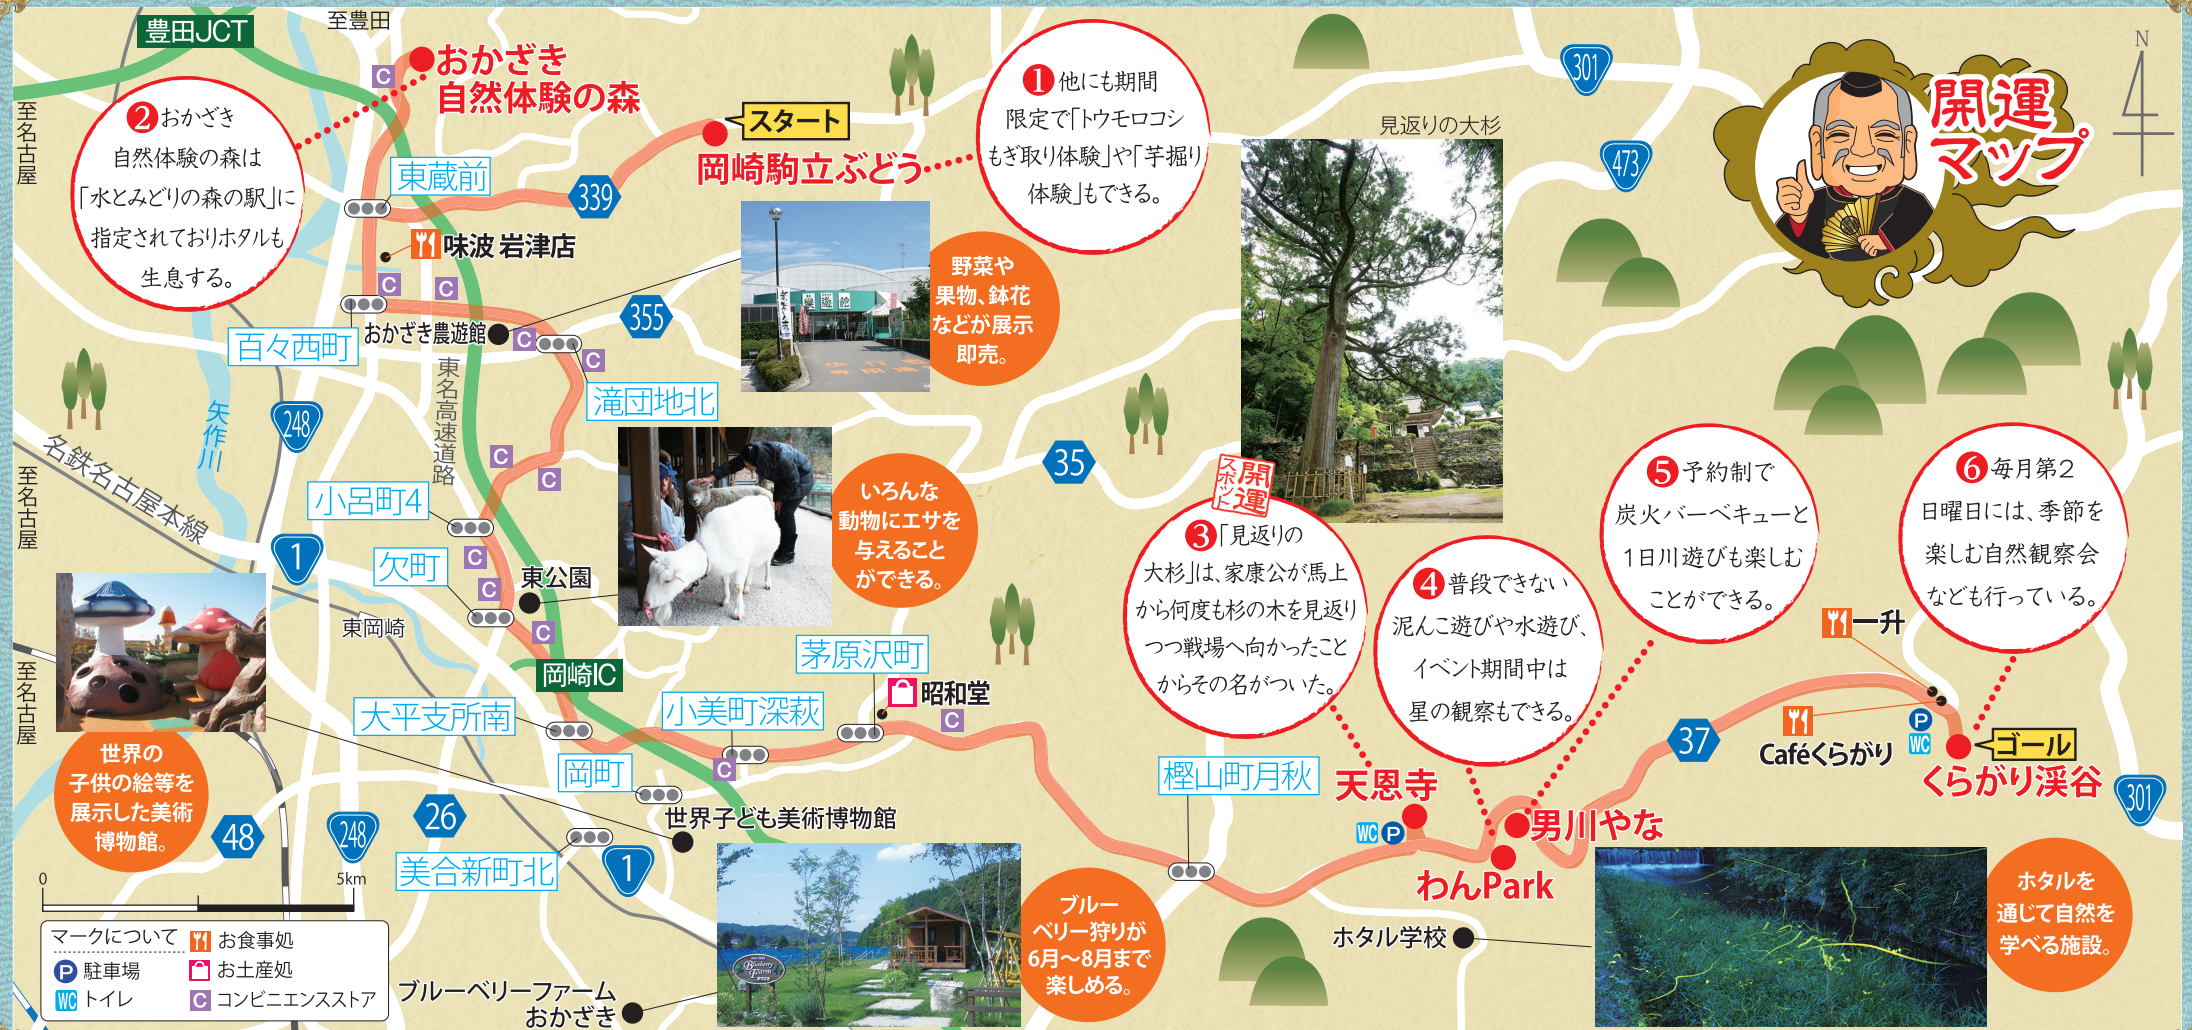 豊田JCT
至豊田
至名古屋
おかざき
自然体験の森
スタート
岡崎駒立ぶどう
❶他にも期間
限定で「トウモロコシ
もぎ取り体験」や「芋掘り
体験」もできる。
❷おかざき
自然体験の森は
「水とみどりの森の駅」に
指定されておりホタルも
生息する。
東蔵前
339
味波 岩津店
百々西町
おかざき農遊館
355
滝団地北
野菜や
果物、鉢花
などが展示
即売。
見返りの大杉
301
473
開運
マップ
N
東名高速道路
矢作川
248
名鉄名古屋本線
至名古屋
小呂町4
1
欠町
東公園
東岡崎
いろんな
動物にエサを
与えること
ができる。
35
開運
スポット
❸「見返りの
大杉」は、家康公が馬上
から何度も杉の木を見返り
つつ戦場へ向かったこと
からその名がついた。
❹普段できない
泥んこ遊びや水遊び、
イベント期間中は
星の観察もできる。
❺予約制で
炭火バーベキューと
1日川遊びも楽しむ
ことができる。
❻毎月第2
日曜日には、季節を
楽しむ自然観察会
なども行っている。
一升
Caféくらがり
P
WC
ゴール
くらがり渓谷
37
301
至名古屋
岡崎IC
大平支所南
小美町深萩
茅原沢町
昭和堂
岡町
世界子ども美術博物館
美合新町北
1
26
48
248
世界の
子供の絵等を
展示した美術
博物館。
樫山町月秋
天恩寺
WC P
男川やな
わんPark
ホタル学校
ホタルを
通じて自然を
学べる施設。
ブルー
ベリー狩りが
6月〜8月まで
楽しめる。
Blueberry
Farm
ブルーベリーファーム
おかざき
0 5km
マークについて
お食事処
P 駐車場
お土産処
WC トイレ
C コンビニエンスストア